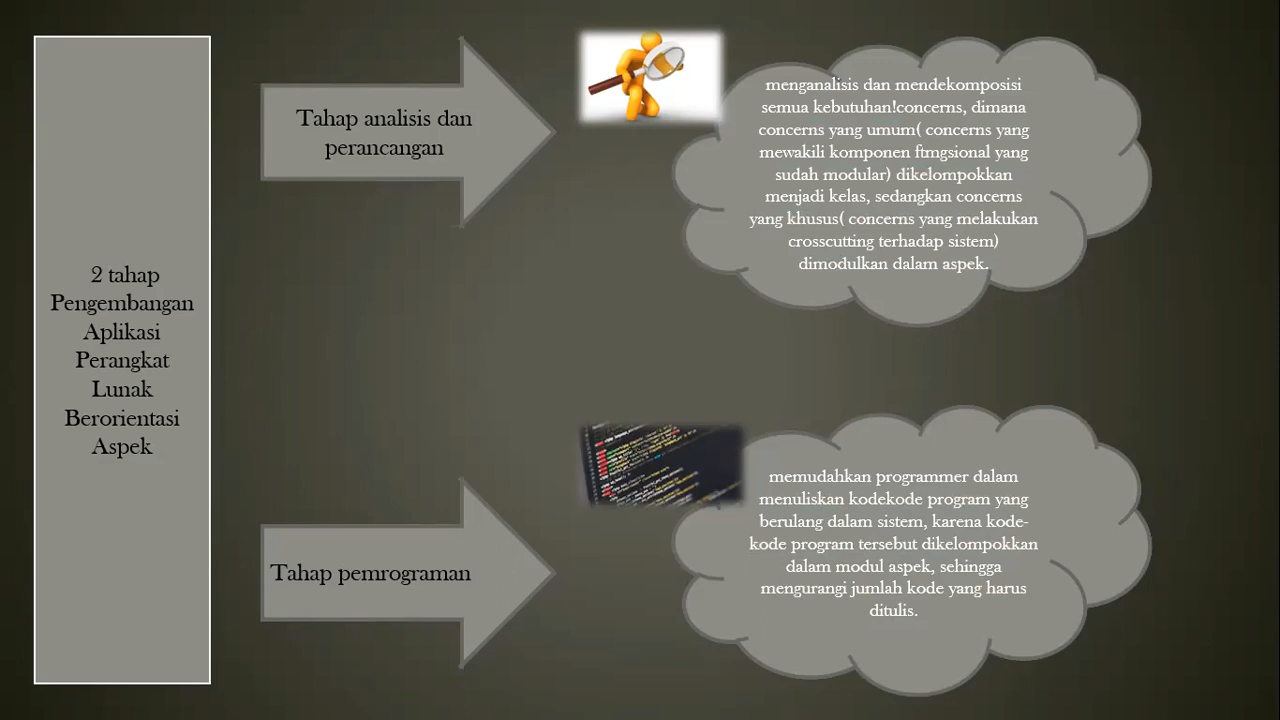 2 tahap
Pengembangan
Aplikasi
Perangkat
Lunak
Berorientasi
Aspek
Tahap analisis dan
perancangan
menganalisis dan mendekomposisi
semua kebutuhan!concerns, dimana
concerns yang umum( concerns yang
mewakili komponen ftmgsional yang
sudah modular) dikelompokkan
menjadi kelas, sedangkan concerns
yang khusus( concerns yang melakukan
crosscutting terhadap sistem)
dimodulkan dalam aspek.
Tahap pemrograman
memudahkan programmer dalam
menuliskan kodekode program yang
berulang dalam sistem, karena kode-
kode program tersebut dikelompokkan
dalam modul aspek, sehingga
mengurangi jumlah kode yang harus
ditulis.